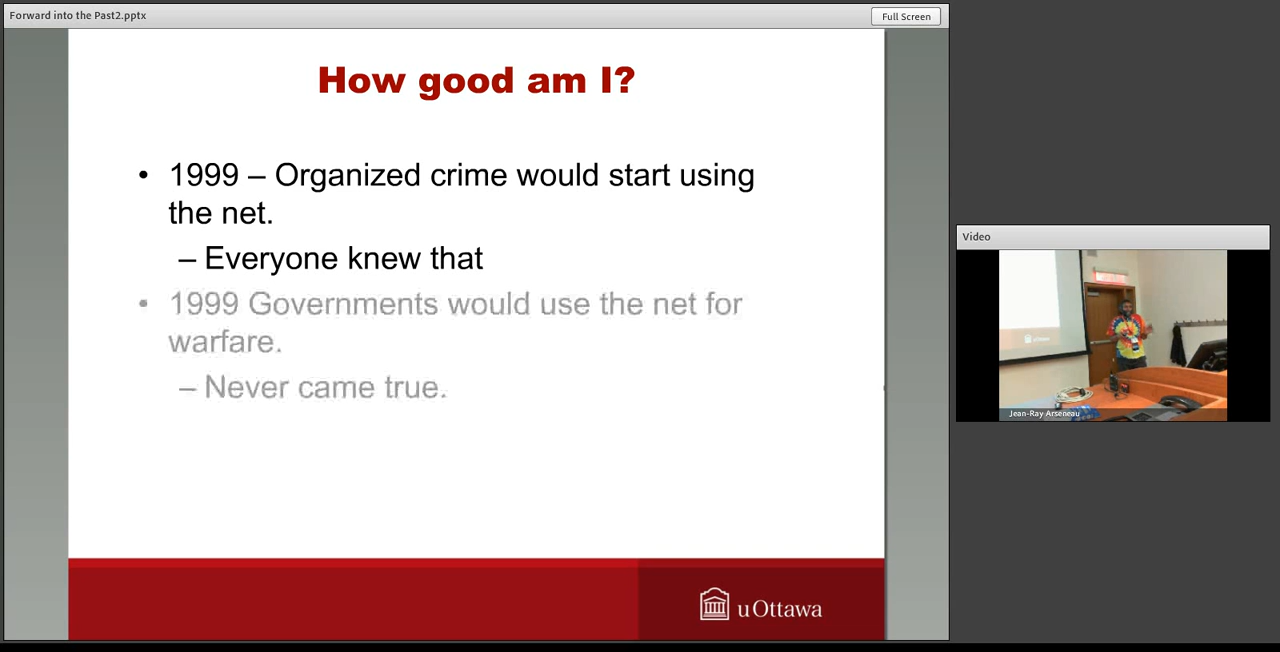 Forward into the Past2.pptx
Full Screen
How good am I?
• 1999 – Organized crime would start using
the net.
– Everyone knew that
• 1999 Governments would use the net for
warfare.
– Never came true.
uOttawa
Video
uOttawa
Jean-Ray Arseneau